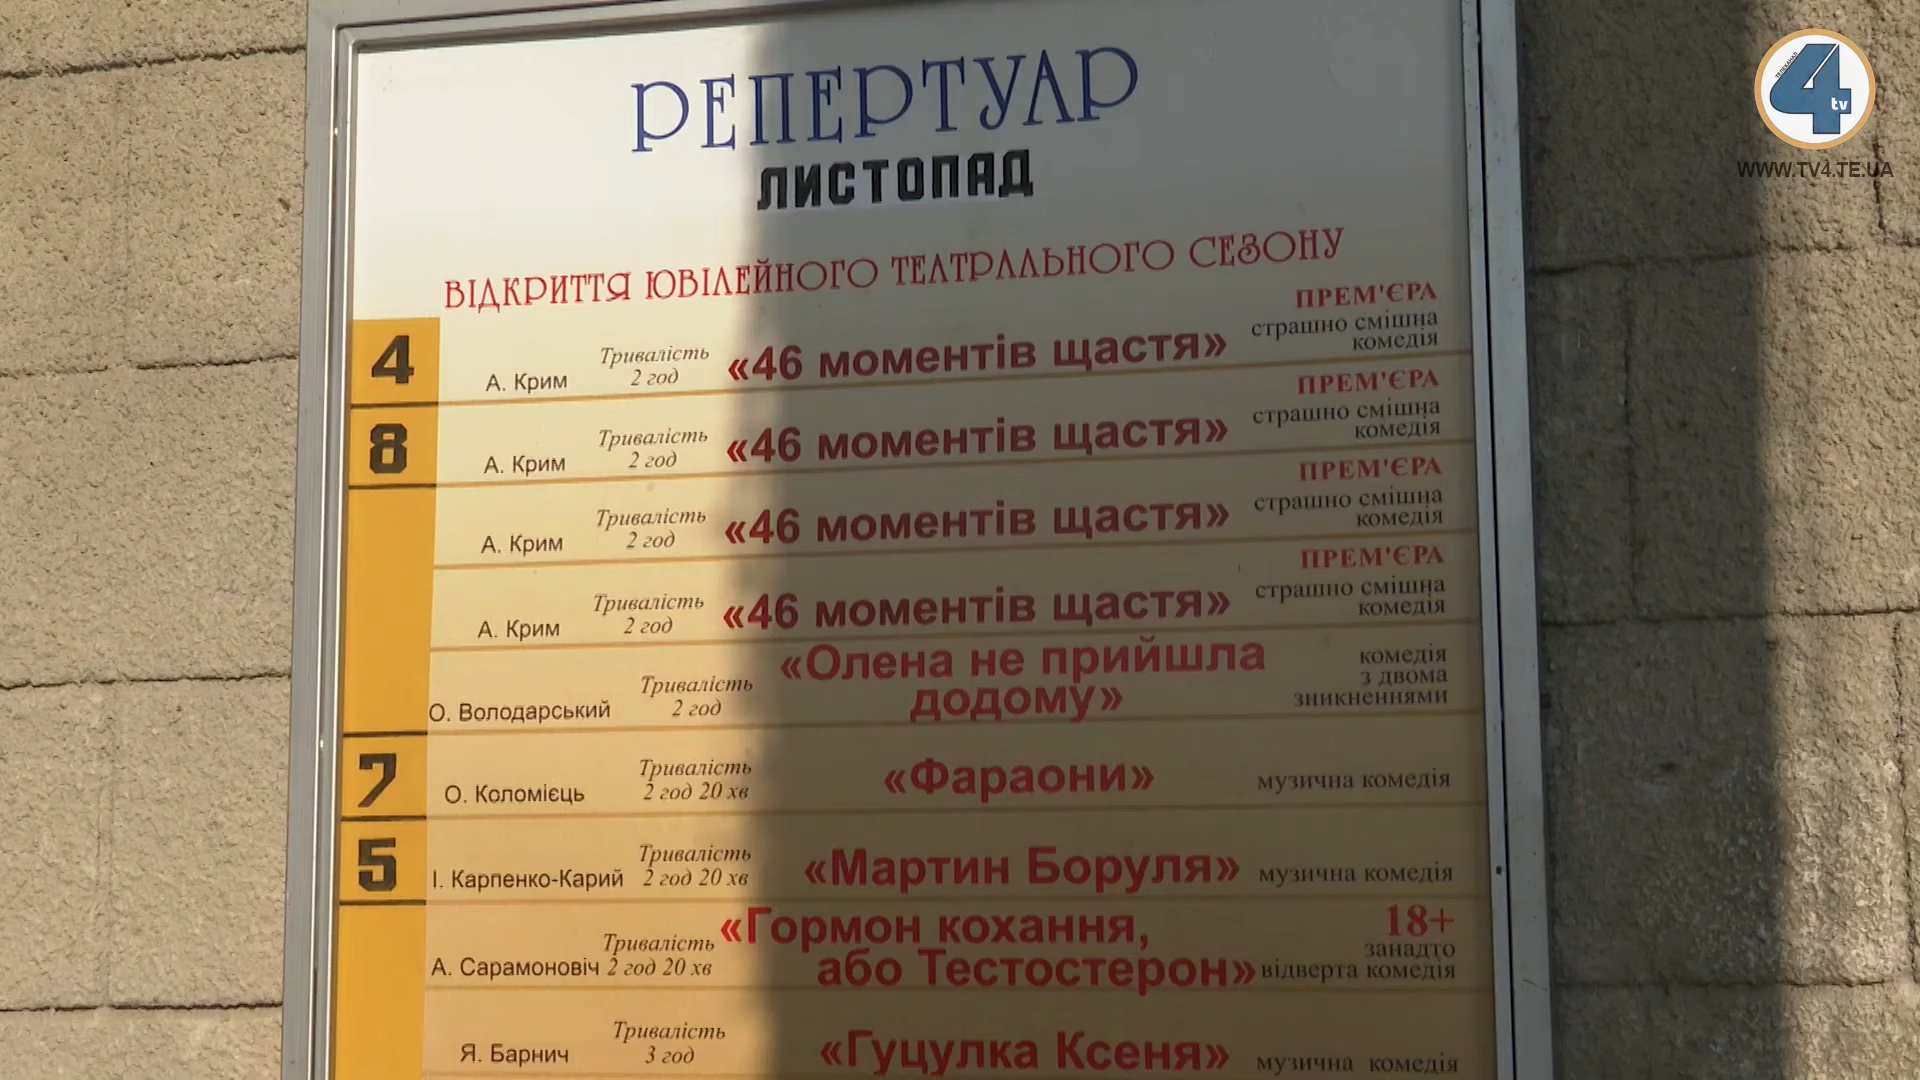 РЕПЕРТУАР
ЛИСТОПАД
ВІДКРИТТЯ ЮВІЛЕЙНОГО ТЕАТРАЛЬНОГО СЕЗОНУ
4 А. Крим Тривалість 2 год «46 моментів щастя» ПРЕМ'ЄРА страшно смішна комедія
8 А. Крим Тривалість 2 год «46 моментів щастя» ПРЕМ'ЄРА страшно смішна комедія
А. Крим Тривалість 2 год «46 моментів щастя» ПРЕМ'ЄРА страшно смішна комедія
А. Крим Тривалість 2 год «46 моментів щастя» ПРЕМ'ЄРА страшно смішна комедія
О. Володарський Тривалість 2 год «Олена не прийшла додому» комедія з двома зникненнями
7 О. Коломієць Тривалість 2 год 20 хв «Фараони» музична комедія
5 І. Карпенко-Карий Тривалість 2 год 20 хв «Мартин Боруля» музична комедія
А. Сарамоновіч Тривалість 2 год 20 хв «Гормон кохання, або Тестостерон» 18+ занадто відверта комедія
Я. Барнич Тривалість 3 год «Гуцулка Ксеня» музична комедія
ТЕЛЕКАНАЛ
4 tv
WWW.TV4.TE.UA